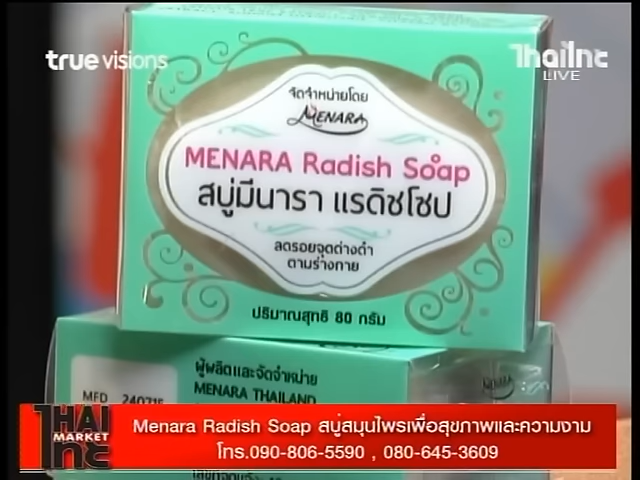 true visions
ThaiTnt
LIVE
จัดจำหน่ายโดย
MENARA
MENARA Radish Soap
สบู่มีนารา แรดิชโซป
ลดรอยจุดด่างดำ
ตามร่างกาย
ปริมาณสุทธิ 80 กรัม
ผู้ผลิตและจัดจำหน่าย
MENARA THAILAND
MFD 240715
THAI
MARKET
Menara Radish Soap สบู่สมุนไพรเพื่อสุขภาพและความงาม
โทร.090-806-5590 , 080-645-3609